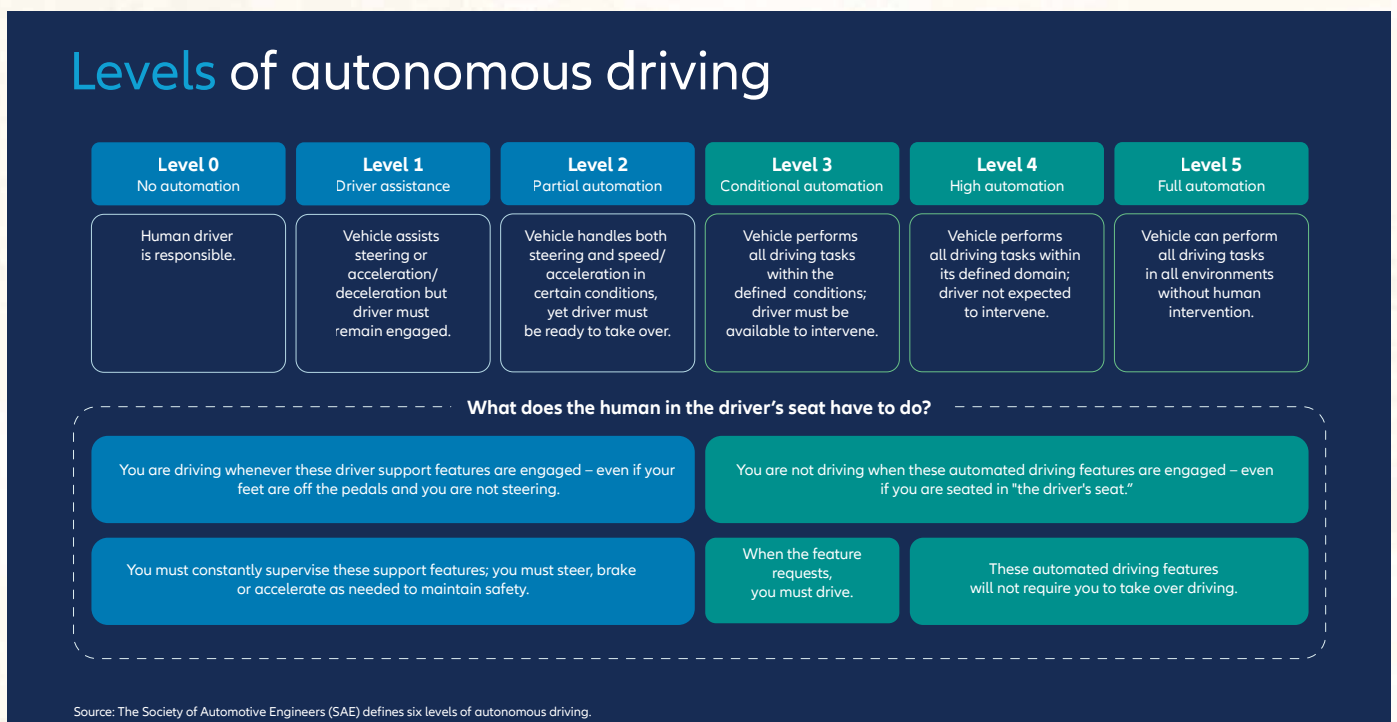 Levels of autonomous driving
Level 0
No automation
Human driver
is responsible.
Level 1
Driver assistance
Vehicle assists
steering or
acceleration/
deceleration but
driver must
remain engaged.
Level 2
Partial automation
Vehicle handles both
steering and speed/
acceleration in
certain conditions,
yet driver must
be ready to take over.
Level 3
Conditional automation
Vehicle performs
all driving tasks
within the
defined conditions;
driver must be
available to intervene.
Level 4
High automation
Vehicle performs
all driving tasks within
its defined domain;
driver not expected
to intervene.
Level 5
Full automation
Vehicle can perform
all driving tasks
in all environments
without human
intervention.
What does the human in the driver’s seat have to do?
You are driving whenever these driver support features are engaged – even if your
feet are off the pedals and you are not steering.
You are not driving when these automated driving features are engaged – even
if you are seated in "the driver's seat.”
You must constantly supervise these support features; you must steer, brake
or accelerate as needed to maintain safety.
When the feature
requests,
you must drive.
These automated driving features
will not require you to take over driving.
Source: The Society of Automotive Engineers (SAE) defines six levels of autonomous driving.